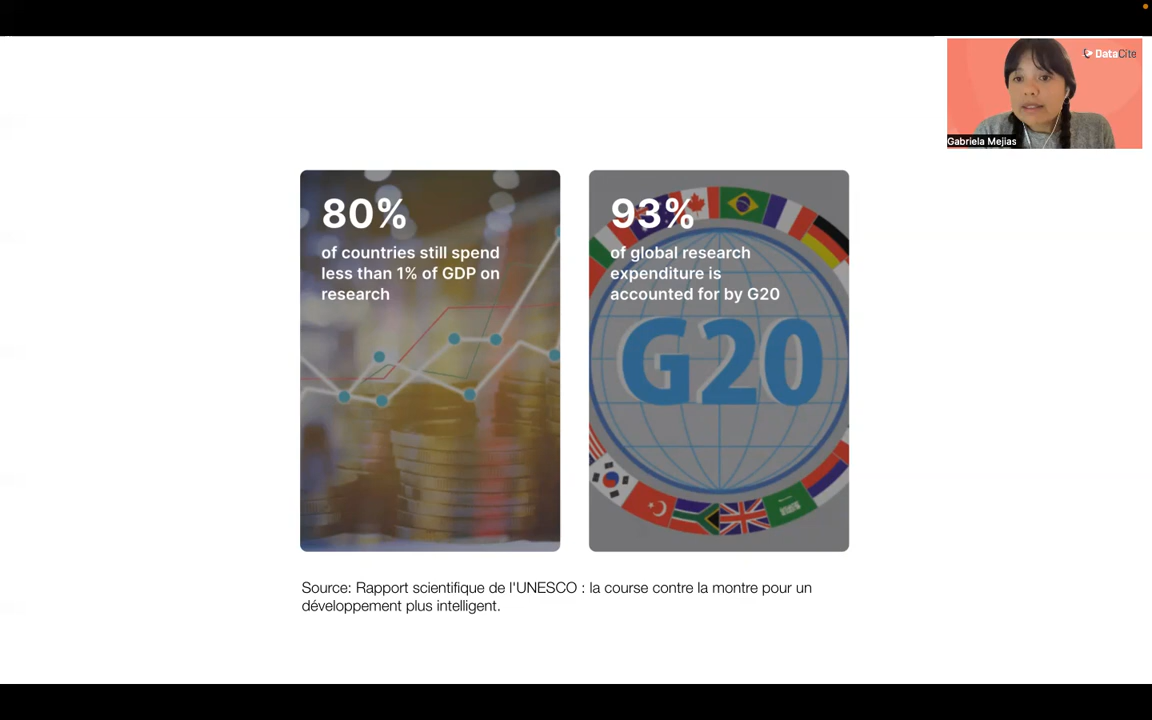 DataCite
Gabriela Mejias
80%
of countries still spend
less than 1% of GDP on
research
93%
of global research
expenditure is
accounted for by G20
G20
Source: Rapport scientifique de l'UNESCO : la course contre la montre pour un
développement plus intelligent.